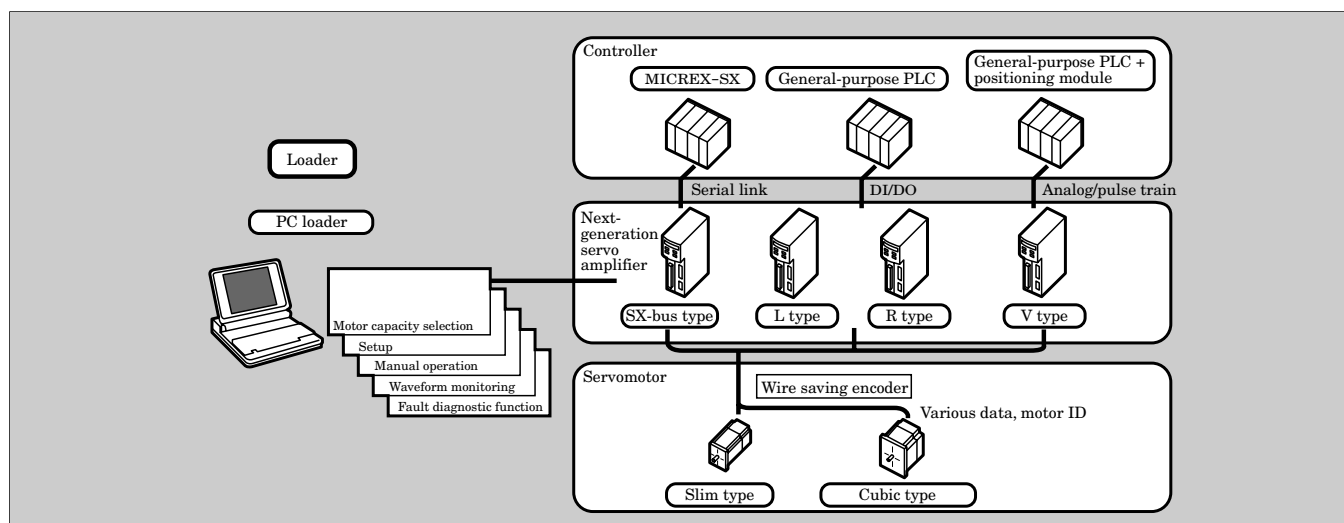 Controller
MICREX-SX
General-purpose PLC
General-purpose PLC +
positioning module
Loader
Serial link
DI/DO
Analog/pulse train
PC loader
Next-
generation
servo
amplifier
SX-bus type
L type
R type
V type
Motor capacity selection
Setup
Manual operation
Waveform monitoring
Fault diagnostic function
Servomotor
Wire saving encoder
Various data, motor ID
Slim type
Cubic type